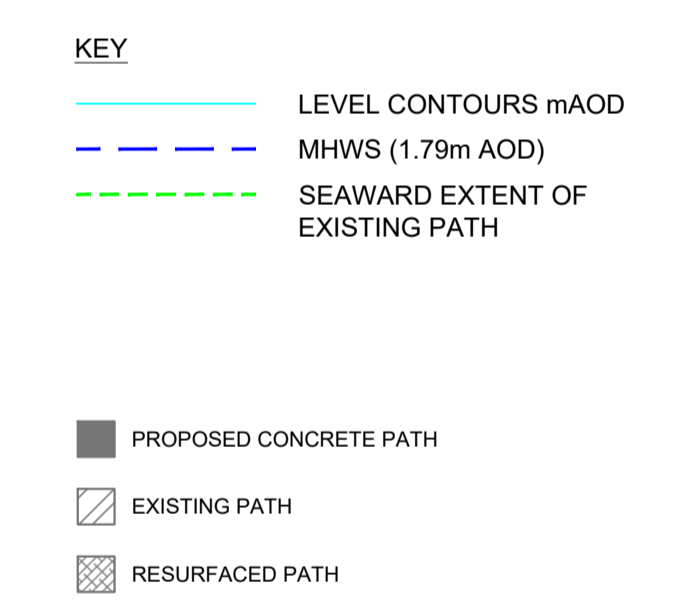 KEY
LEVEL CONTOURS mAOD
MHWS (1.79m AOD)
SEAWARD EXTENT OF
EXISTING PATH
PROPOSED CONCRETE PATH
EXISTING PATH
RESURFACED PATH